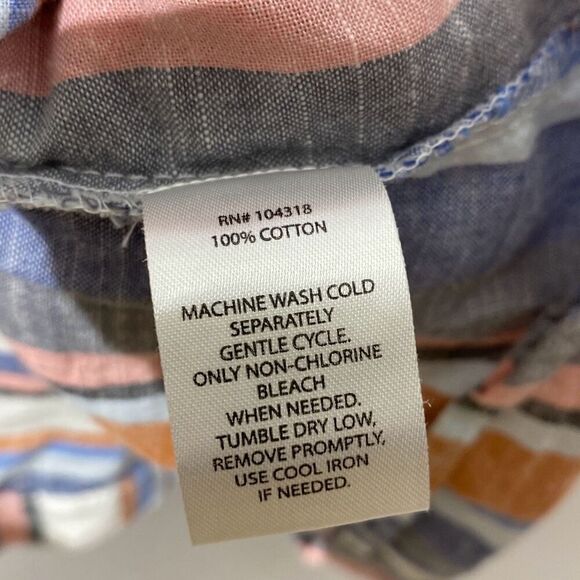 RN# 104318
100% COTTON
MACHINE WASH COLD
SEPARATELY
GENTLE CYCLE.
ONLY NON-CHLORINE
BLEACH
WHEN NEEDED.
TUMBLE DRY LOW,
REMOVE PROMPTLY,
USE COOL IRON
IF NEEDED.